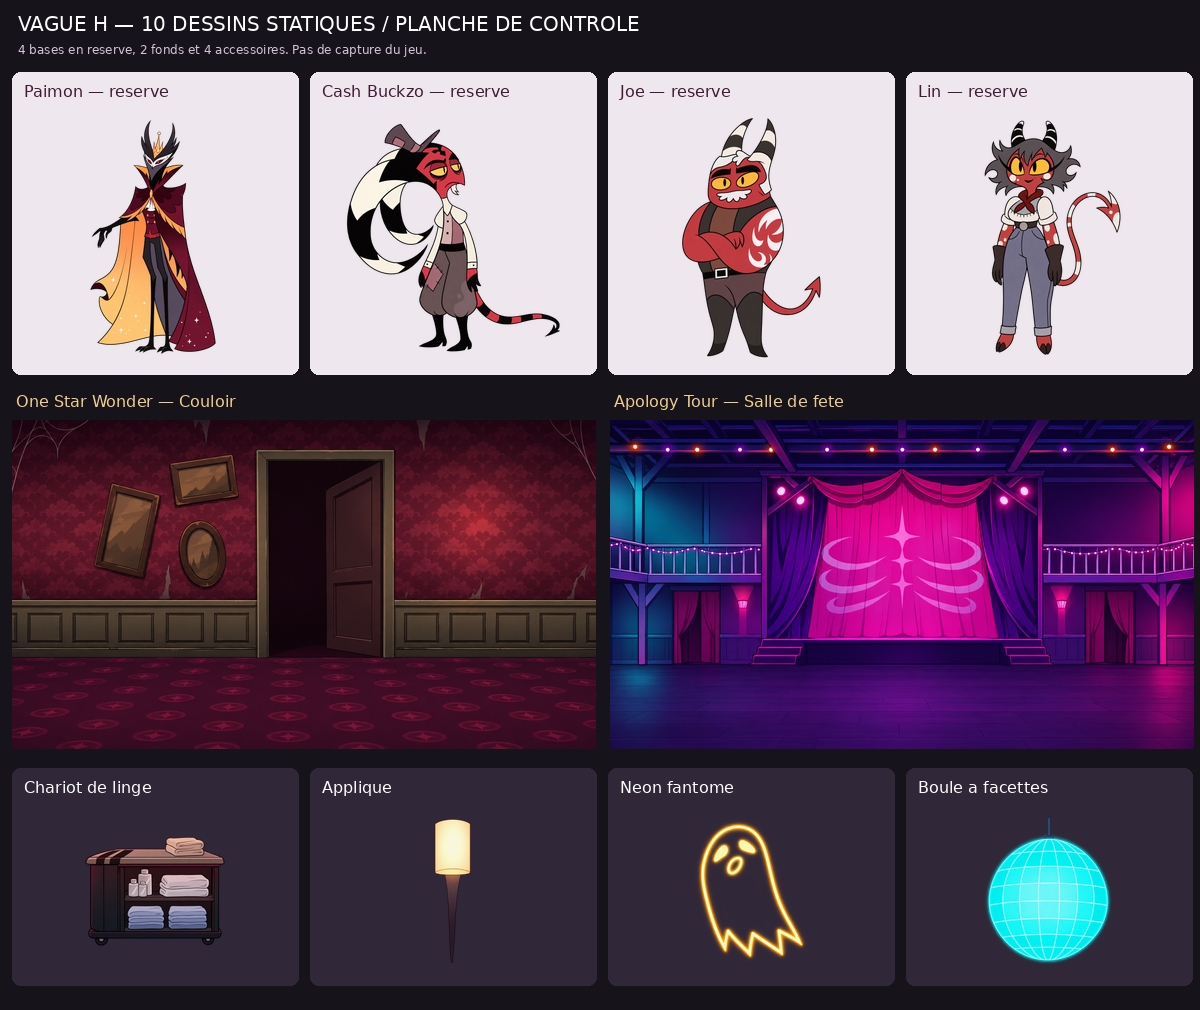 VAGUE H — 10 DESSINS STATIQUES / PLANCHE DE CONTROLE
4 bases en reserve, 2 fonds et 4 accessoires. Pas de capture du jeu.
Paimon — reserve
Cash Buckzo — reserve
Joe — reserve
Lin — reserve
One Star Wonder — Couloir
Apology Tour — Salle de fete
Chariot de linge
Applique
Neon fantome
Boule a facettes